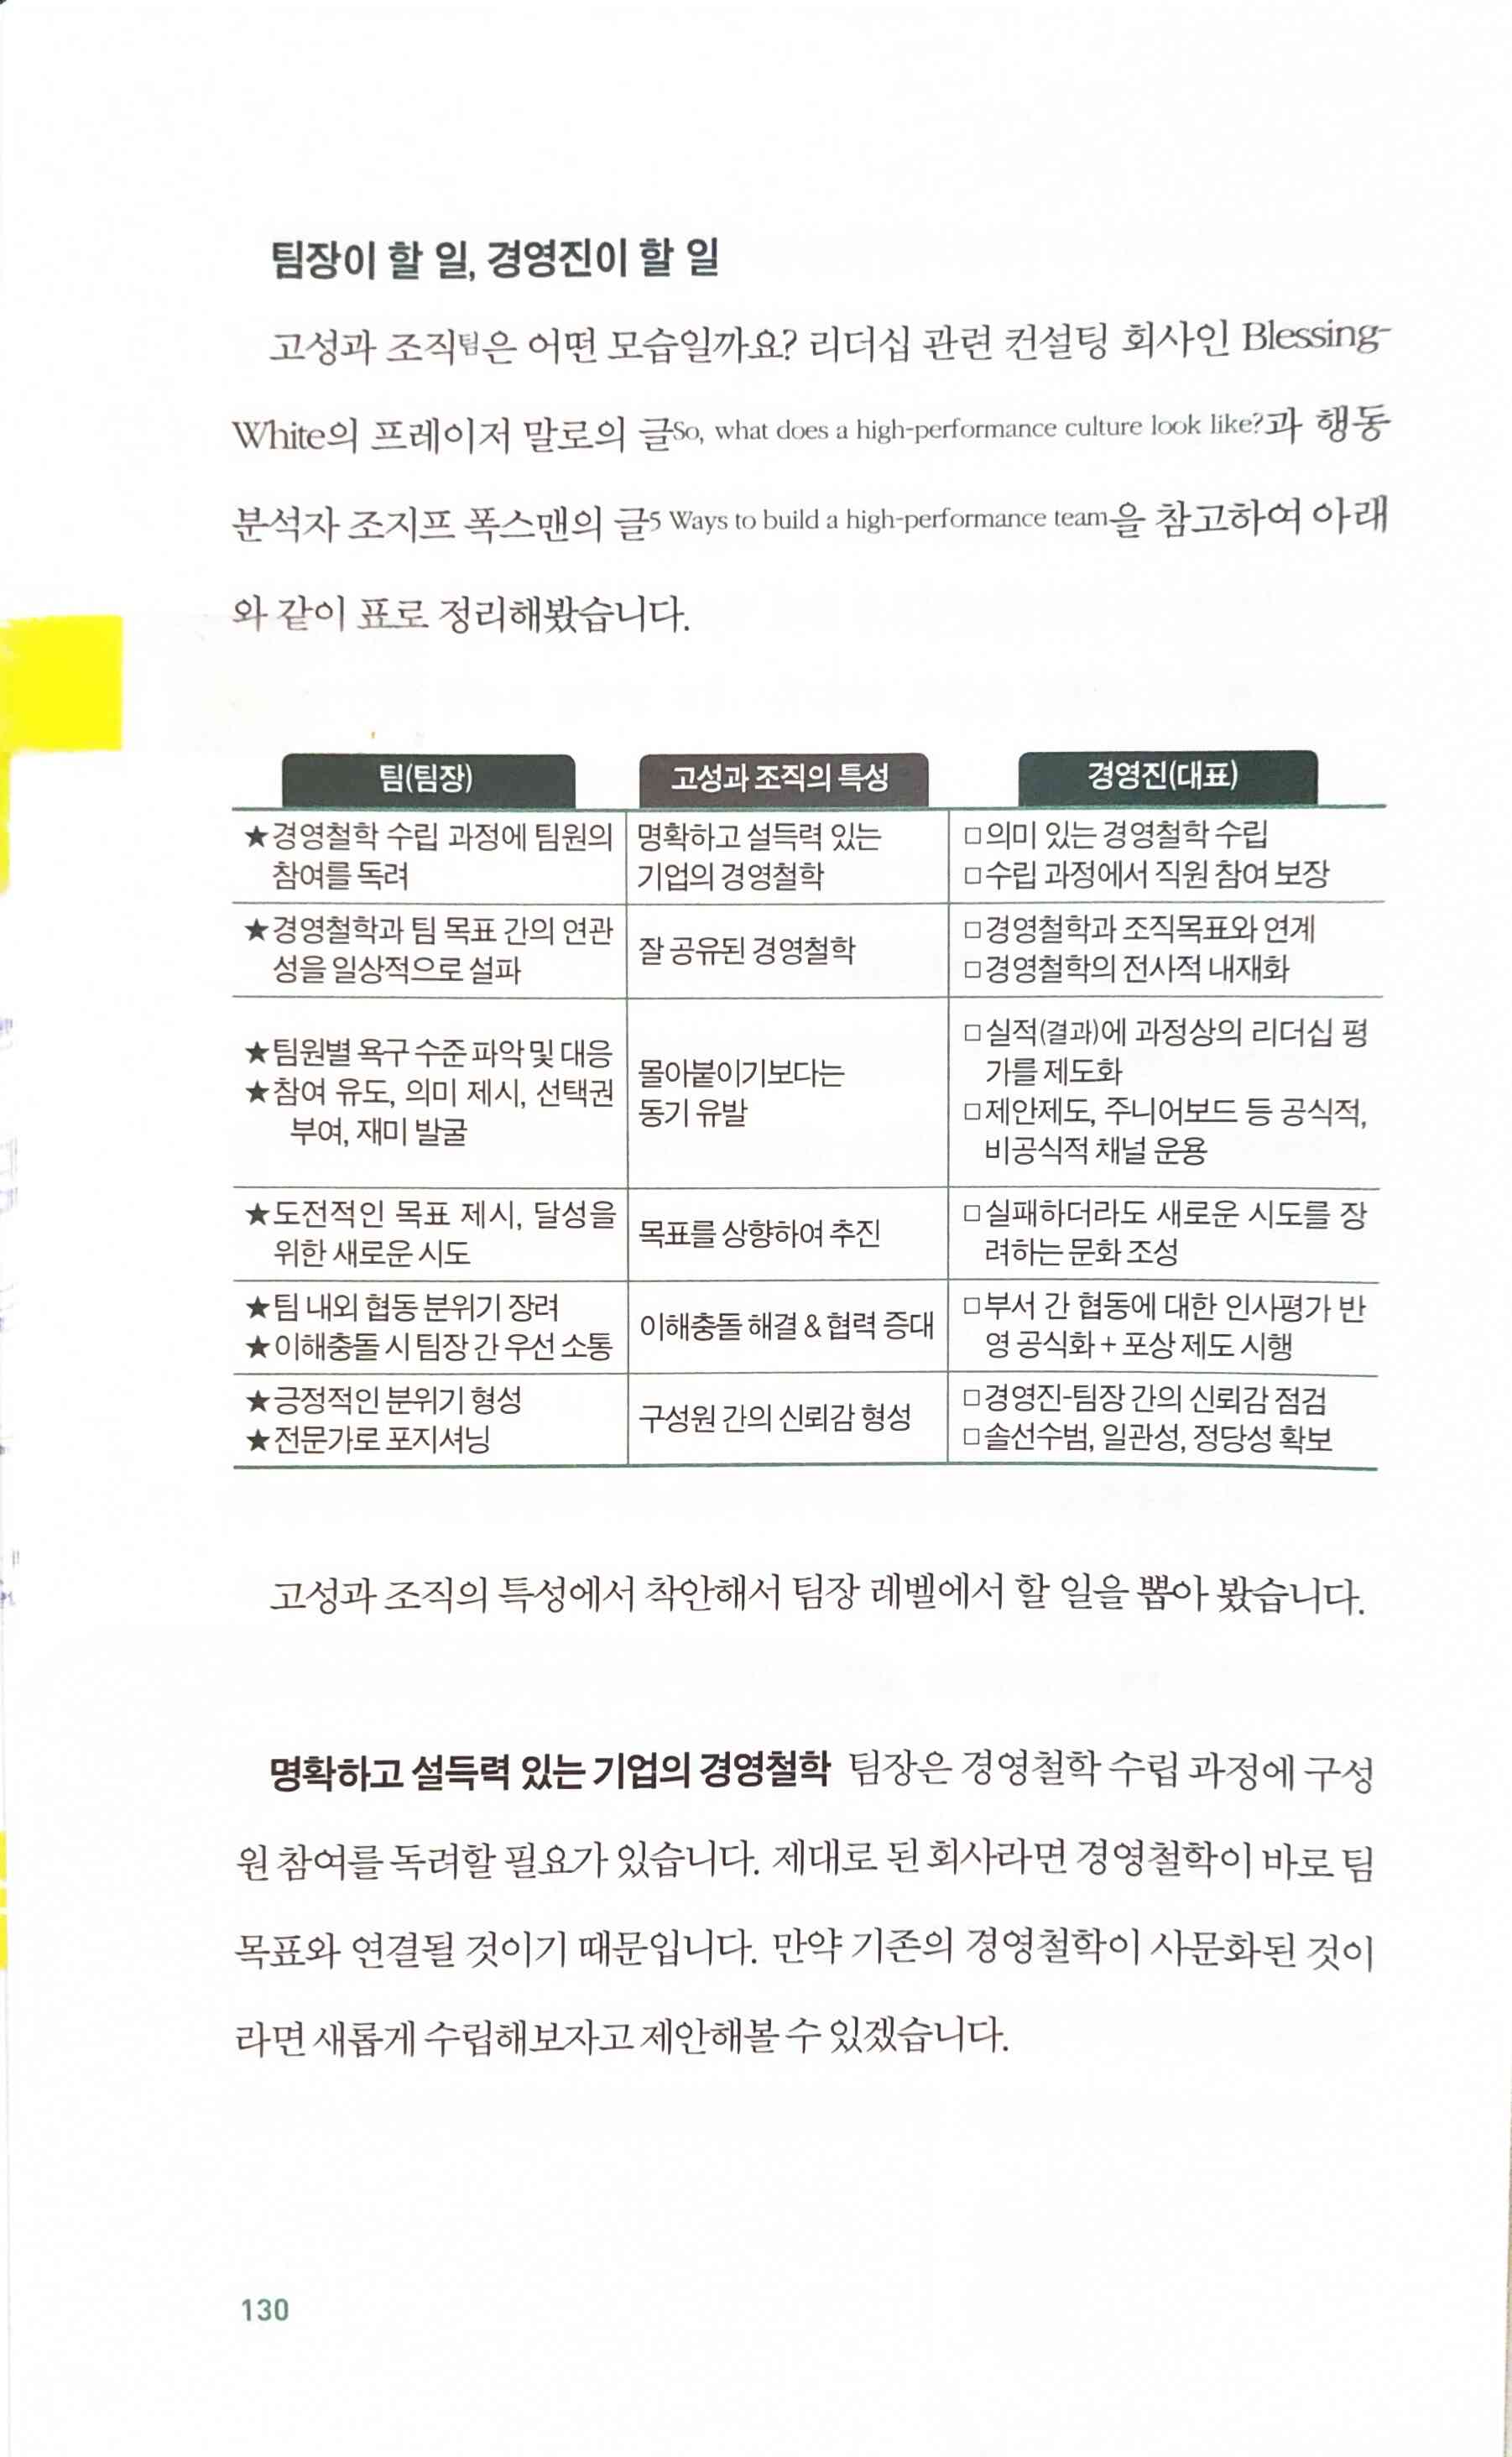 팀장이 할 일, 경영진이 할 일
고성과 조직팀은 어떤 모습일까요? 리더십 관련 컨설팅 회사인 Blessing-
White의 프레이저 말로의 글So, what does a high-performance culture look like?과 행동
분석자 조지프 폭스맨의 글5 Ways to build a high-performance team을 참고하여 아래
와 같이 표로 정리해봤습니다.
팀(팀장) 고성과 조직의 특성 경영진(대표)
★경영철학 수립 과정에 팀원의
참여를 독려
명확하고 설득력 있는
기업의 경영철학
□의미 있는 경영철학 수립
□수립 과정에서 직원 참여 보장
★경영철학과 팀 목표 간의 연관
성을 일상적으로 설파
잘 공유된 경영철학
□경영철학과 조직목표와 연계
□경영철학의 전사적 내재화
★팀원별 욕구 수준 파악 및 대응
★참여 유도, 의미 제시, 선택권
부여, 재미 발굴
몰아붙이기보다는
동기 유발
□실적(결과)에 과정상의 리더십 평
가를 제도화
□제안제도, 주니어보드 등 공식적,
비공식적 채널 운용
★도전적인 목표 제시, 달성을
위한 새로운 시도
목표를 상향하여 추진
□실패하더라도 새로운 시도를 장
려하는 문화 조성
★팀 내외 협동 분위기 장려
★이해충돌 시 팀장 간 우선 소통
이해충돌 해결 & 협력 증대
□부서 간 협동에 대한 인사평가 반
영 공식화 + 포상 제도 시행
★긍정적인 분위기 형성
★전문가로 포지셔닝
구성원 간의 신뢰감 형성
□경영진-팀장 간의 신뢰감 점검
□솔선수범, 일관성, 정당성 확보
고성과 조직의 특성에서 착안해서 팀장 레벨에서 할 일을 뽑아 봤습니다.
명확하고 설득력 있는 기업의 경영철학 팀장은 경영철학 수립 과정에 구성
원 참여를 독려할 필요가 있습니다. 제대로 된 회사라면 경영철학이 바로 팀
목표와 연결될 것이기 때문입니다. 만약 기존의 경영철학이 사문화된 것이
라면 새롭게 수립해보자고 제안해볼 수 있겠습니다.
130